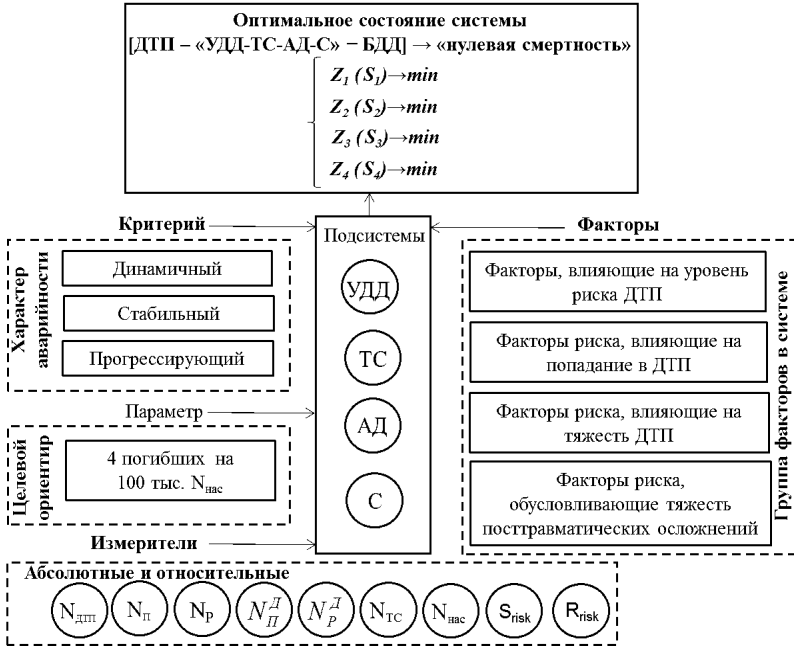 Оптимальное состояние системы
[ДТП – «УДД-ТС-АД-С» – БДД] → «нулевая смертность»
Z₁ (S₁)→min
Z₂ (S₂)→min
Z₃ (S₃)→min
Z₄ (S₄)→min
Критерий
Факторы
Подсистемы
УДД
ТС
АД
С
Характер
аварийности
Динамичный
Стабильный
Прогрессирующий
Параметр
Целевой
ориентир
4 погибших на
100 тыс. Nнас
Измерители
Группа факторов в системе
Факторы, влияющие на уровень
риска ДТП
Факторы риска, влияющие на
попадание в ДТП
Факторы риска, влияющие на
тяжесть ДТП
Факторы риска,
обусловливающие тяжесть
посттравматических осложнений
Абсолютные и относительные
Nдтп
Nп
NР
N_П^Д
N_Р^Д
NТС
Nнас
Srisk
Rrisk